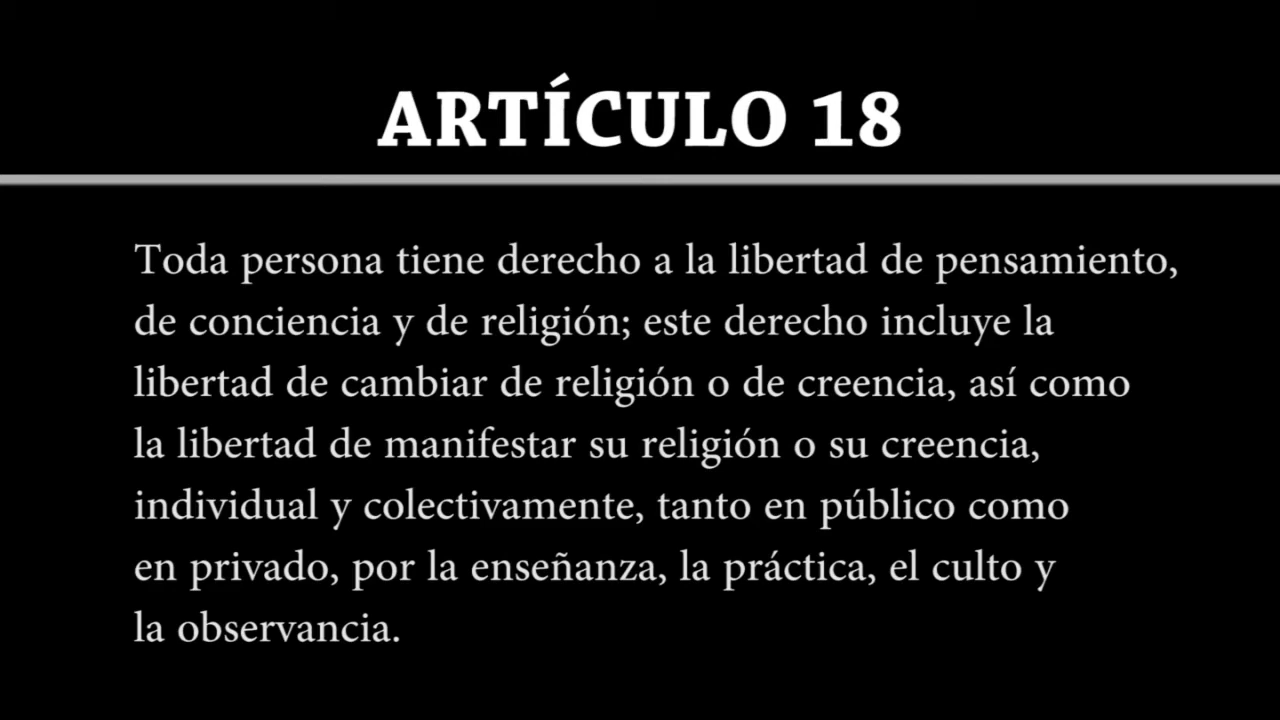 ARTÍCULO 18
Toda persona tiene derecho a la libertad de pensamiento,
de conciencia y de religión; este derecho incluye la
libertad de cambiar de religión o de creencia, así como
la libertad de manifestar su religión o su creencia,
individual y colectivamente, tanto en público como
en privado, por la enseñanza, la práctica, el culto y
la observancia.